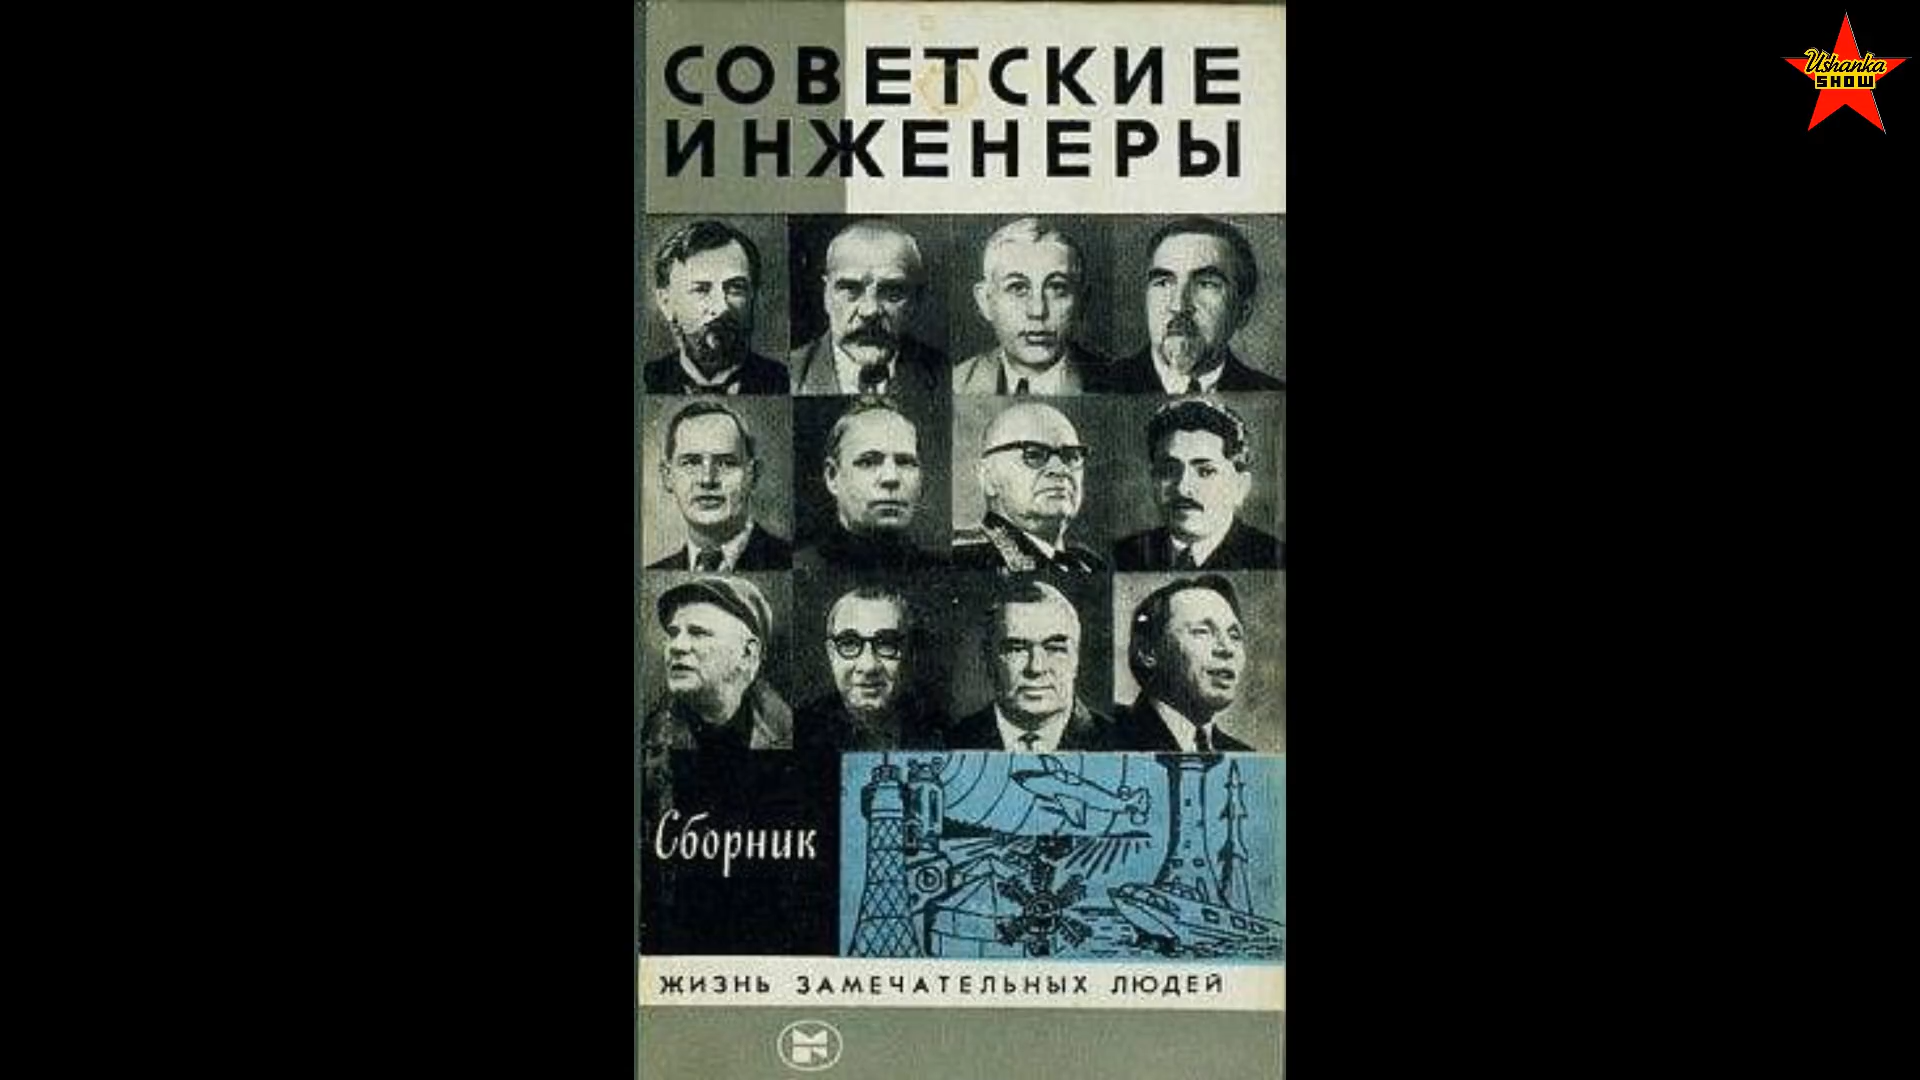 СОВЕТСКИЕ
ИНЖЕНЕРЫ
Сборник
ЖИЗНЬ ЗАМЕЧАТЕЛЬНЫХ ЛЮДЕЙ
Ushanka
SHOW